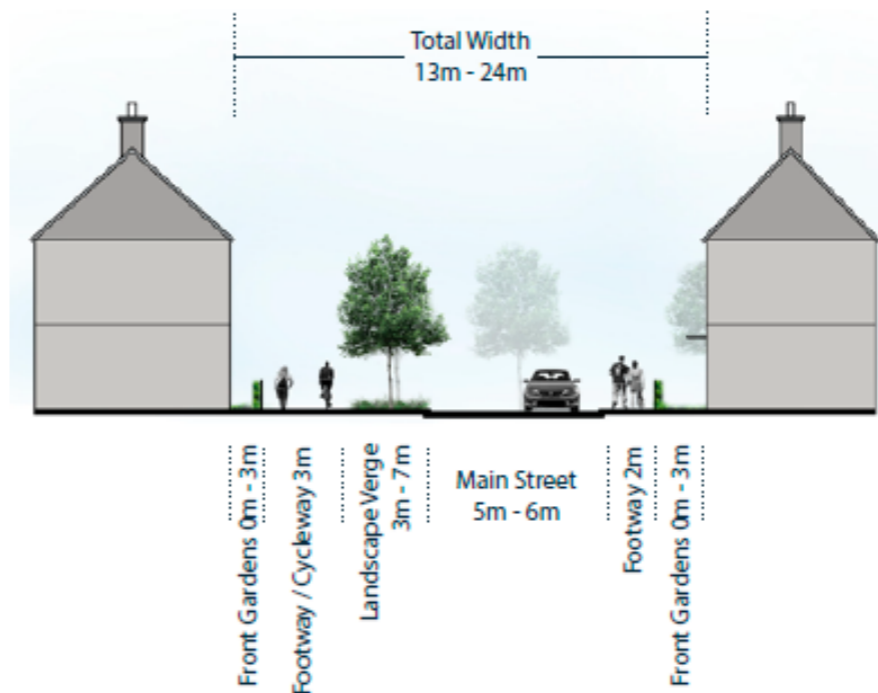 Total Width
13m - 24m
Front Gardens 0m - 3m
Footway / Cycleway 3m
Landscape Verge
3m - 7m
Main Street
5m - 6m
Footway 2m
Front Gardens 0m - 3m